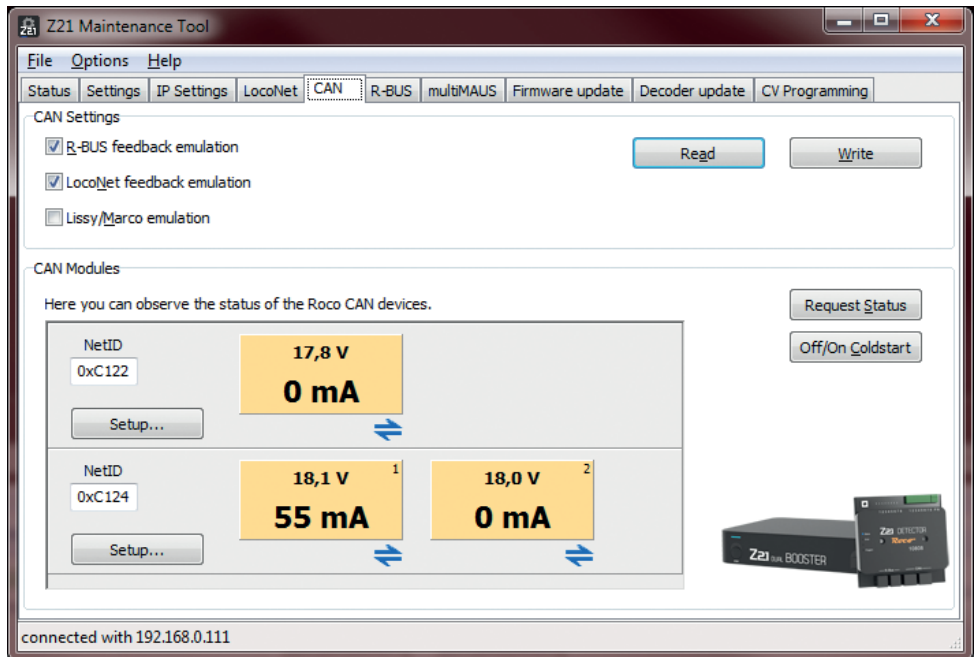 Z21 Maintenance Tool
File Options Help
Status Settings IP Settings LocoNet CAN R-BUS multiMAUS Firmware update Decoder update CV Programming
CAN Settings
R-BUS feedback emulation
Read Write
LocoNet feedback emulation
Lissy/Marco emulation
CAN Modules
Here you can observe the status of the Roco CAN devices.
Request Status
NetID
0xC122
17,8 V
0 mA
Off/On Coldstart
Setup...
NetID
0xC124
18,1 V 1
55 mA
18,0 V 2
0 mA
Setup...
Z21 DUAL BOOSTER
Z21 DETECTOR
Roco
connected with 192.168.0.111